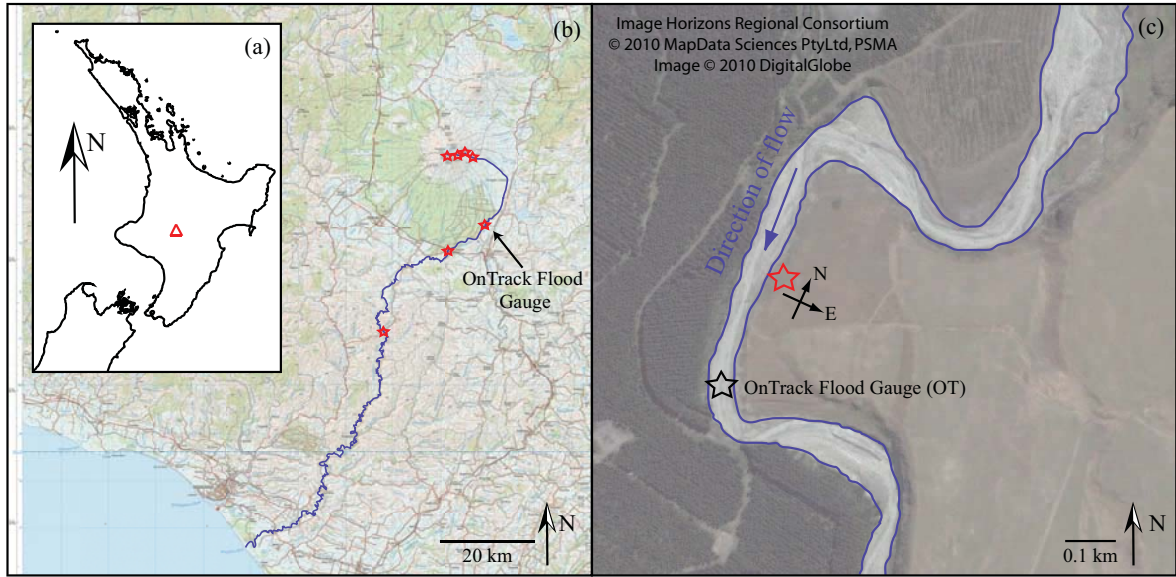 (a)
N
(b)
OnTrack Flood
Gauge
20 km
N
Image Horizons Regional Consortium
© 2010 MapData Sciences PtyLtd, PSMA
Image © 2010 DigitalGlobe
(c)
Direction of flow
N
E
OnTrack Flood Gauge (OT)
0.1 km
N